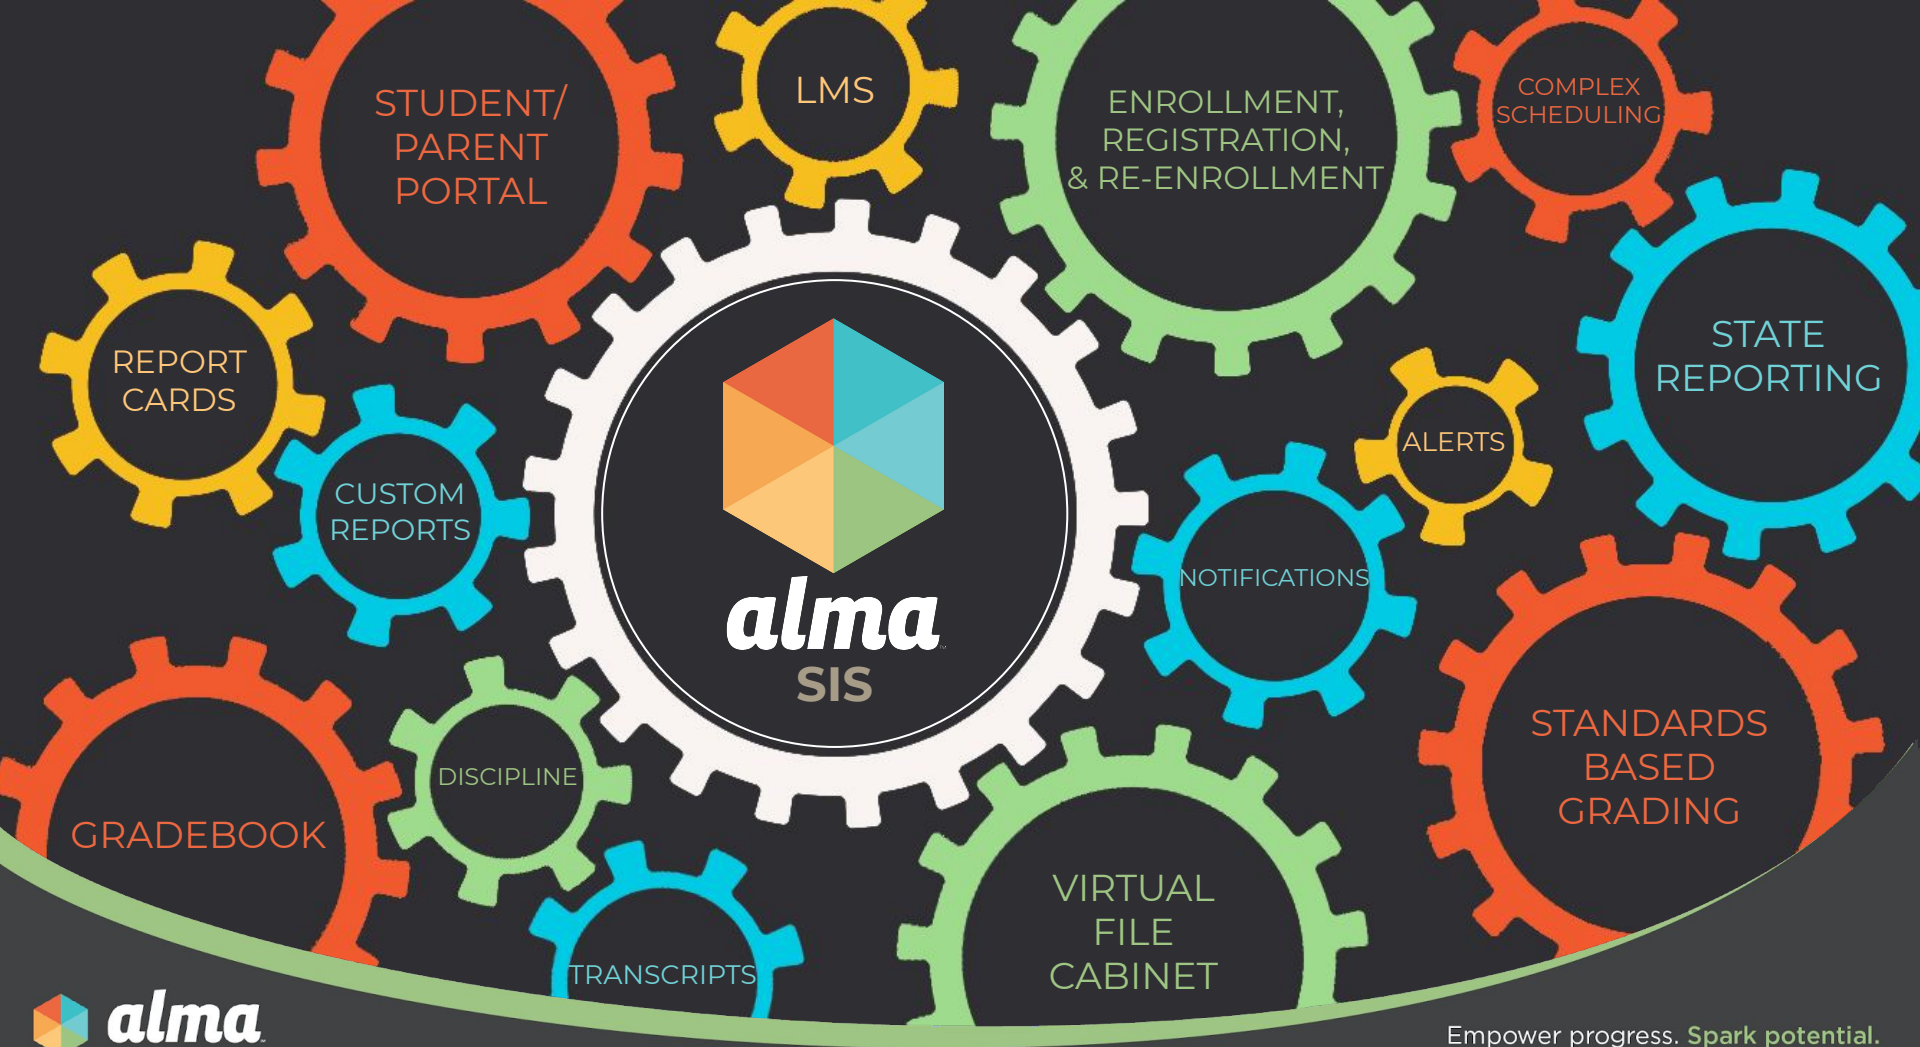 STUDENT/
PARENT
PORTAL
LMS
ENROLLMENT,
REGISTRATION,
& RE-ENROLLMENT
COMPLEX
SCHEDULING
REPORT
CARDS
CUSTOM
REPORTS
alma
SIS
STATE
REPORTING
ALERTS
NOTIFICATIONS
STANDARDS
BASED
GRADING
DISCIPLINE
GRADEBOOK
TRANSCRIPTS
VIRTUAL
FILE
CABINET
alma
Empower progress. Spark potential.